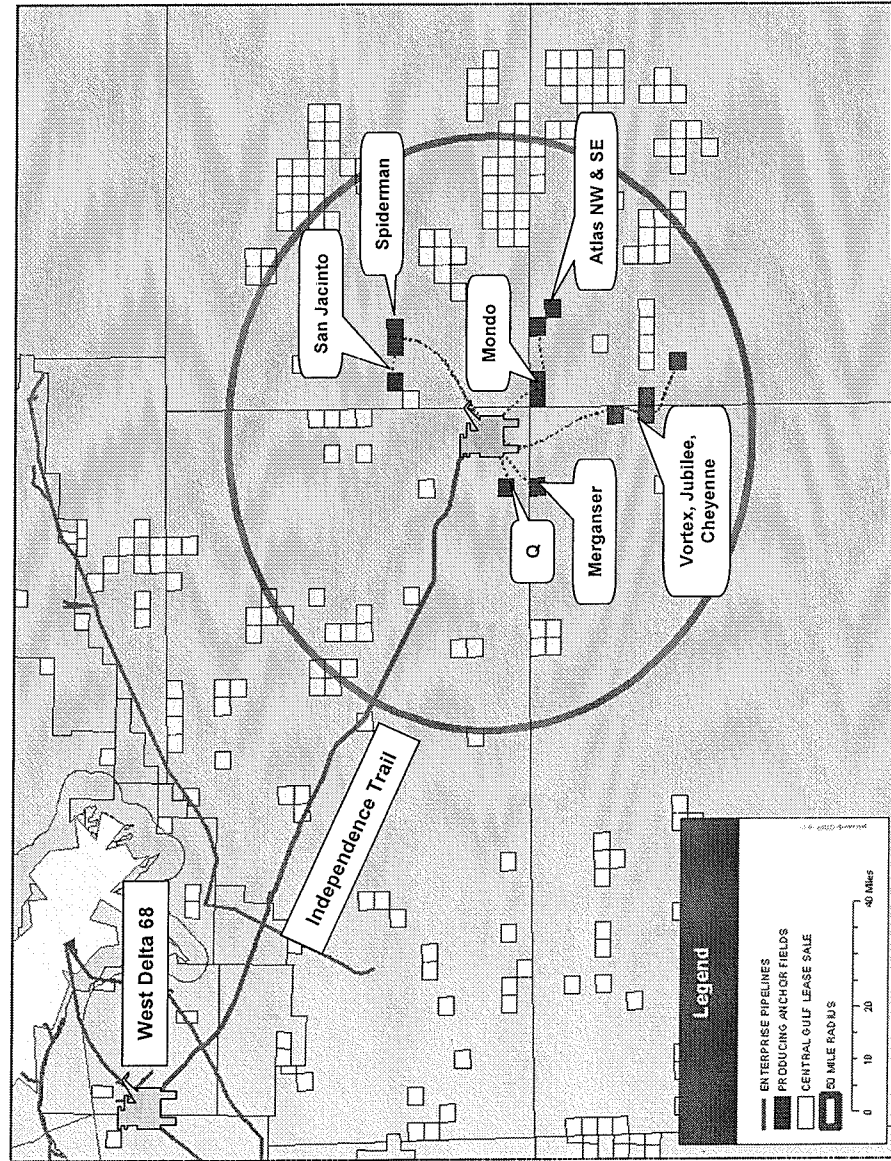 San Jacinto
Spiderman
Mondo
Atlas NW & SE
Q
Merganser
Vortex, Jubilee,
Cheyenne
Independence Trail
West Delta 68
Legend
ENTERPRISE PIPELINES
PRODUCING ANCHOR FIELDS
CENTRAL GULF LEASE SALE
50 MILE RADIUS
0 10 20 40 Miles